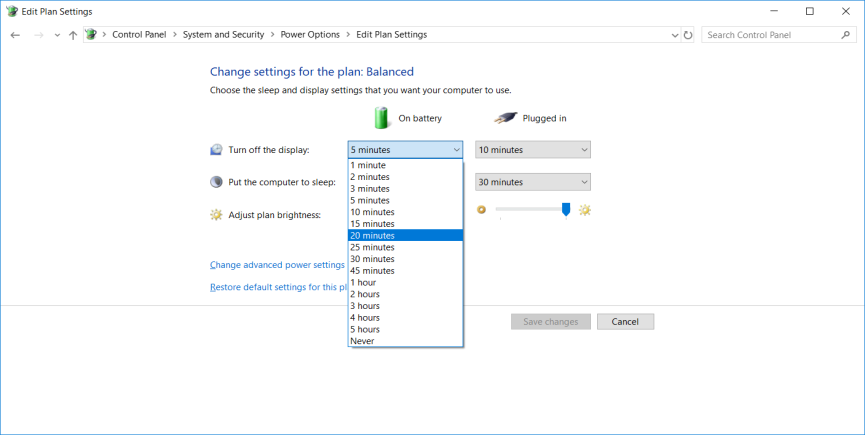 Edit Plan Settings
Control Panel > System and Security > Power Options > Edit Plan Settings
Search Control Panel
Change settings for the plan: Balanced
Choose the sleep and display settings that you want your computer to use.
On battery Plugged in
Turn off the display: 5 minutes 10 minutes
1 minute
2 minutes
3 minutes
5 minutes
10 minutes
15 minutes
20 minutes
25 minutes
30 minutes
45 minutes
1 hour
2 hours
3 hours
4 hours
5 hours
Never
Put the computer to sleep: 30 minutes
Adjust plan brightness:
Change advanced power settings
Restore default settings for this pl
Save changes Cancel